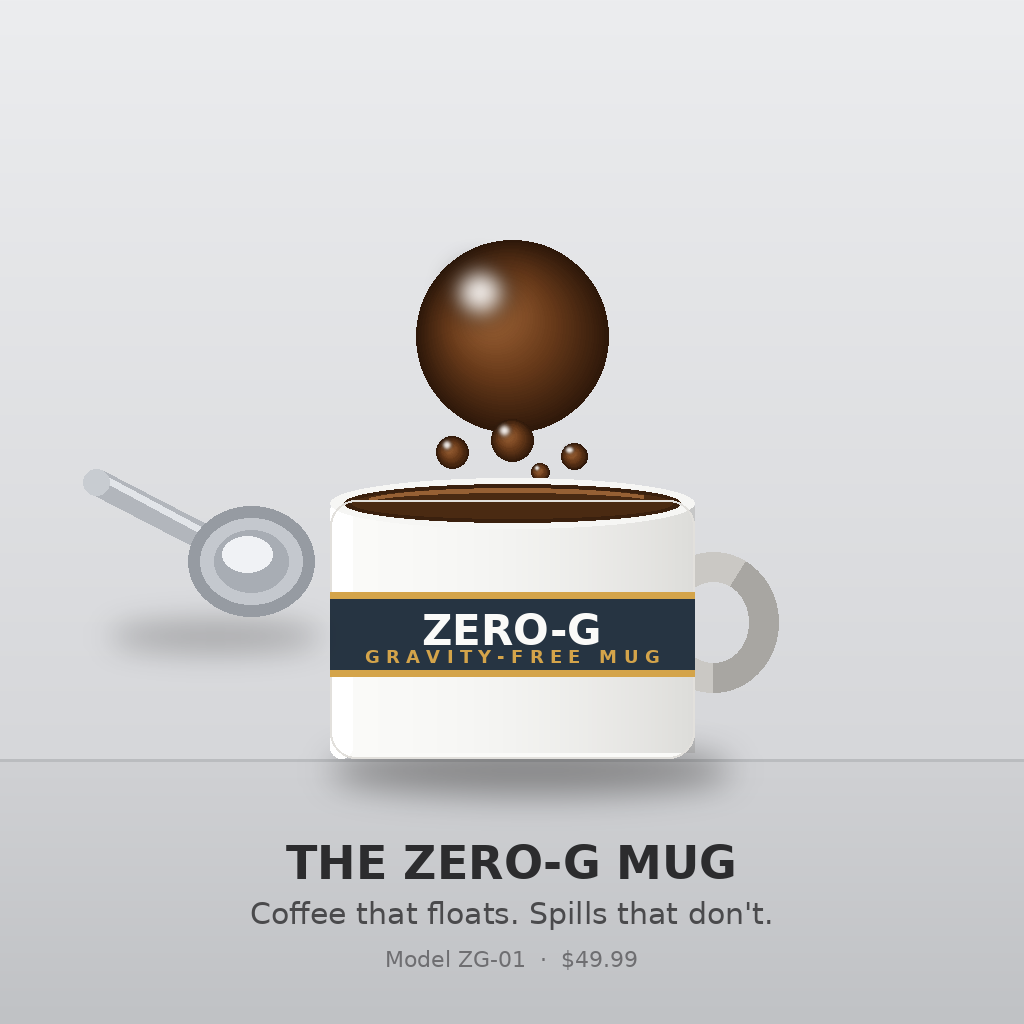 ZERO-G
GRAVITY-FREE MUG
THE ZERO-G MUG
Coffee that floats. Spills that don't.
Model ZG-01 · $49.99